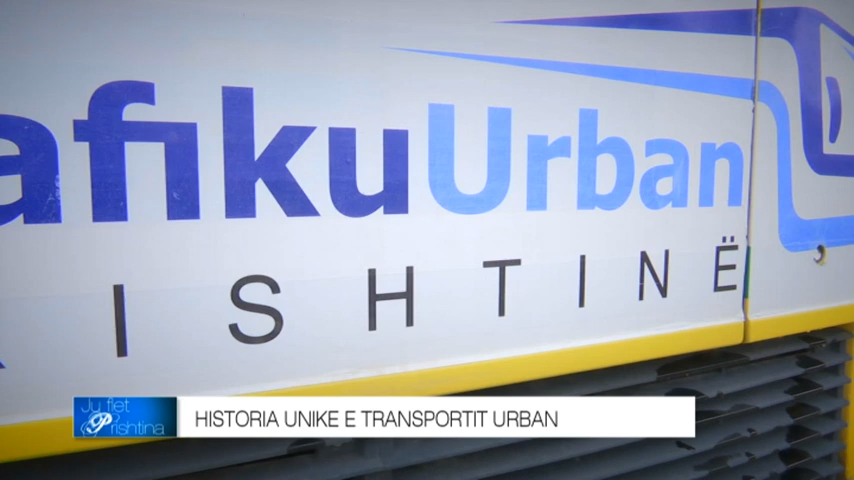 afikuUrban
ISHTINË
Ju flet
Prishtina
HISTORIA UNIKE E TRANSPORTIT URBAN